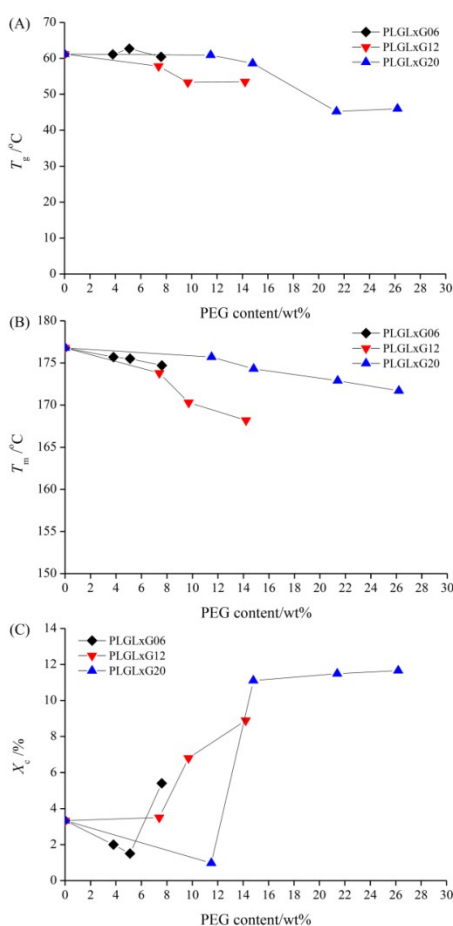 (A)
70
60
50
40
30
20
10
0
Tg /°C
PLGLxG06
PLGLxG12
PLGLxG20
0 2 4 6 8 10 12 14 16 18 20 22 24 26 28 30
PEG content/wt%
(B)
180
175
170
165
160
155
150
Tm /°C
PLGLxG06
PLGLxG12
PLGLxG20
0 2 4 6 8 10 12 14 16 18 20 22 24 26 28 30
PEG content/wt%
(C)
14
12
10
8
6
4
2
0
Xc /%
PLGLxG06
PLGLxG12
PLGLxG20
0 2 4 6 8 10 12 14 16 18 20 22 24 26 28 30
PEG content/wt%